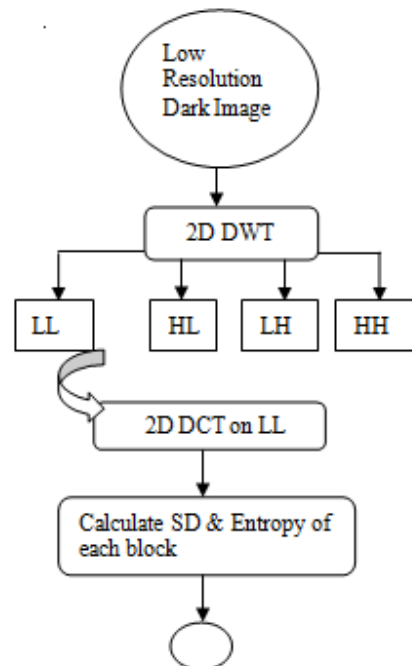 Low
Resolution
Dark Image
2D DWT
LL
HL
LH
HH
2D DCT on LL
Calculate SD & Entropy of
each block